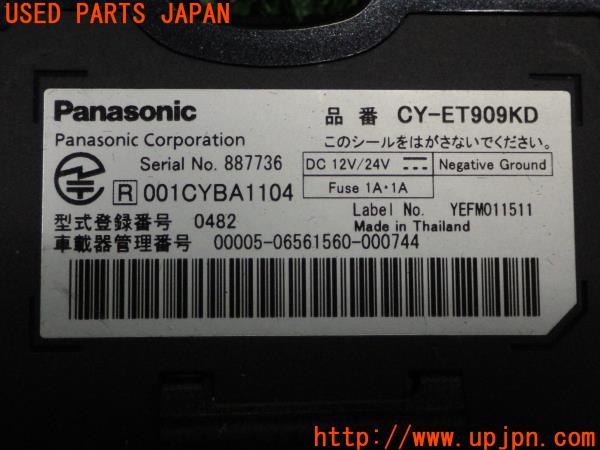 USED PARTS JAPAN
Panasonic
品番 CY-ET909KD
Panasonic Corporation
このシールをはがさないでください。
Serial No. 887736
DC 12V/24V
Negative Ground
R 001CYBA1104
Fuse 1A・1A
型式登録番号 0482
Label No. YEFM011511
Made in Thailand
車載器管理番号 00005-06561560-000744
http://www.upjpn.com